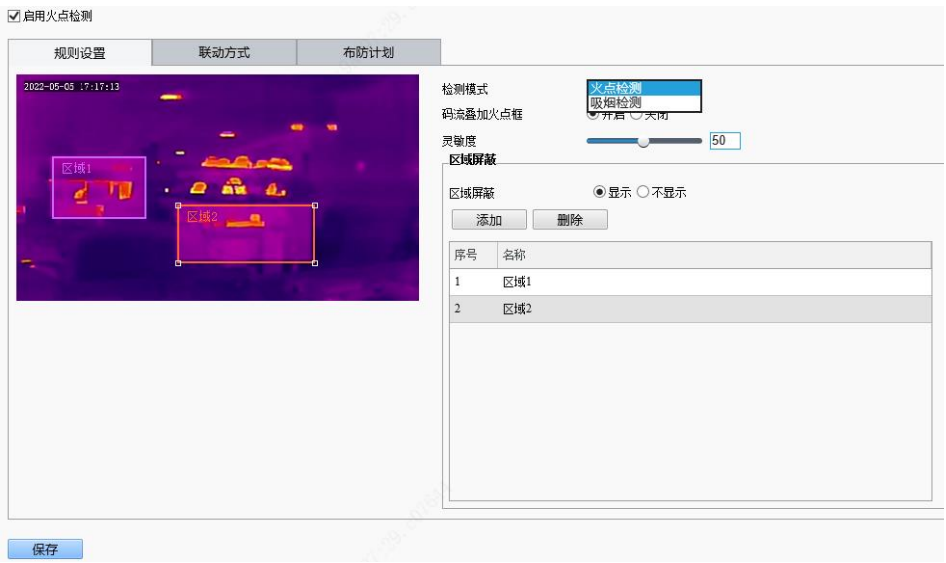 启用火点检测
规则设置 联动方式 布防计划
2022-05-05 17:17:13
区域1
区域2
检测模式 火点检测
吸烟检测
码流叠加火点框 开启 关闭
灵敏度 50
区域屏蔽
区域屏蔽 显示 不显示
添加 删除
序号 名称
1 区域1
2 区域2
保存